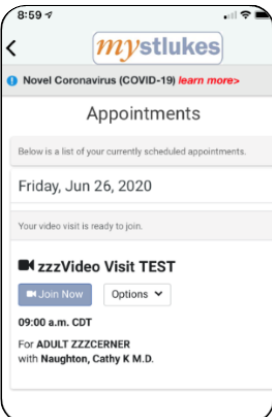 8:59
mystlukes
Novel Coronavirus (COVID-19) learn more>
Appointments
Below is a list of your currently scheduled appointments.
Friday, Jun 26, 2020
Your video visit is ready to join.
zzzVideo Visit TEST
Join Now Options
09:00 a.m. CDT
For ADULT ZZZCERNER
with Naughton, Cathy K M.D.